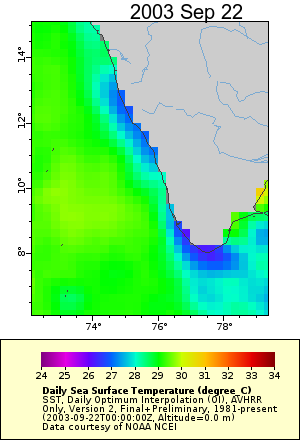 2003 Sep 22
14°
12°
10°
8°
74° 76° 78°
24 25 26 27 28 29 30 31 32 33 34
Daily Sea Surface Temperature (degree_C)
SST, Daily Optimum Interpolation (OI), AVHRR
Only, Version 2, Final+Preliminary, 1981-present
(2003-09-22T00:00:00Z, Altitude=0.0 m)
Data courtesy of NOAA NCEI